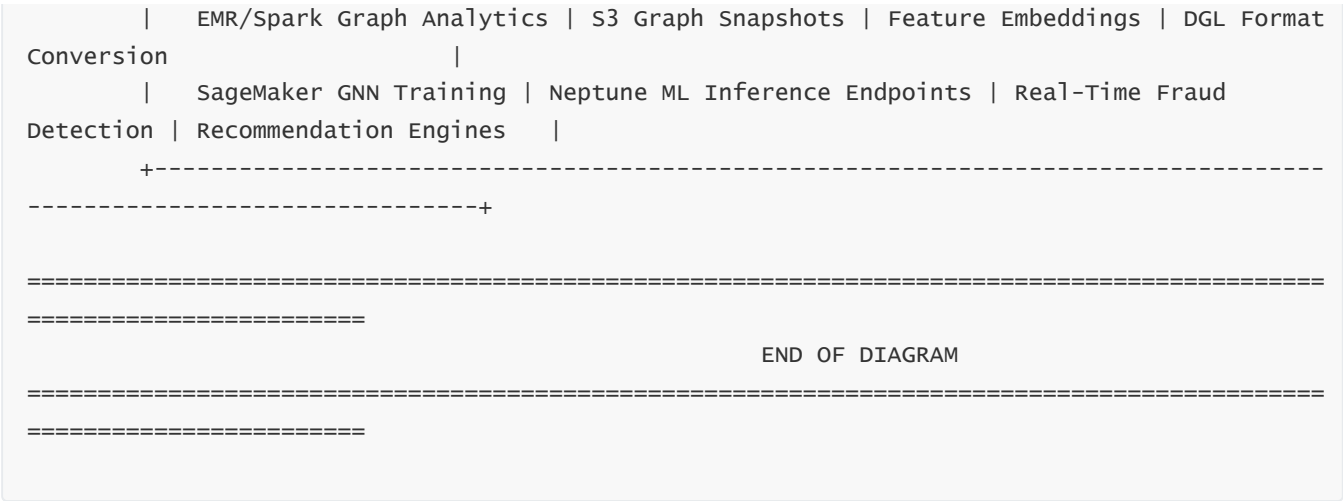 |   EMR/Spark Graph Analytics | S3 Graph Snapshots | Feature Embeddings | DGL Format
Conversion                  |
|   SageMaker GNN Training | Neptune ML Inference Endpoints | Real-Time Fraud
Detection | Recommendation Engines   |
+-----------------------------------------------------------------------------------
--------------------------------+
============================================================================================
========================
END OF DIAGRAM
============================================================================================
========================